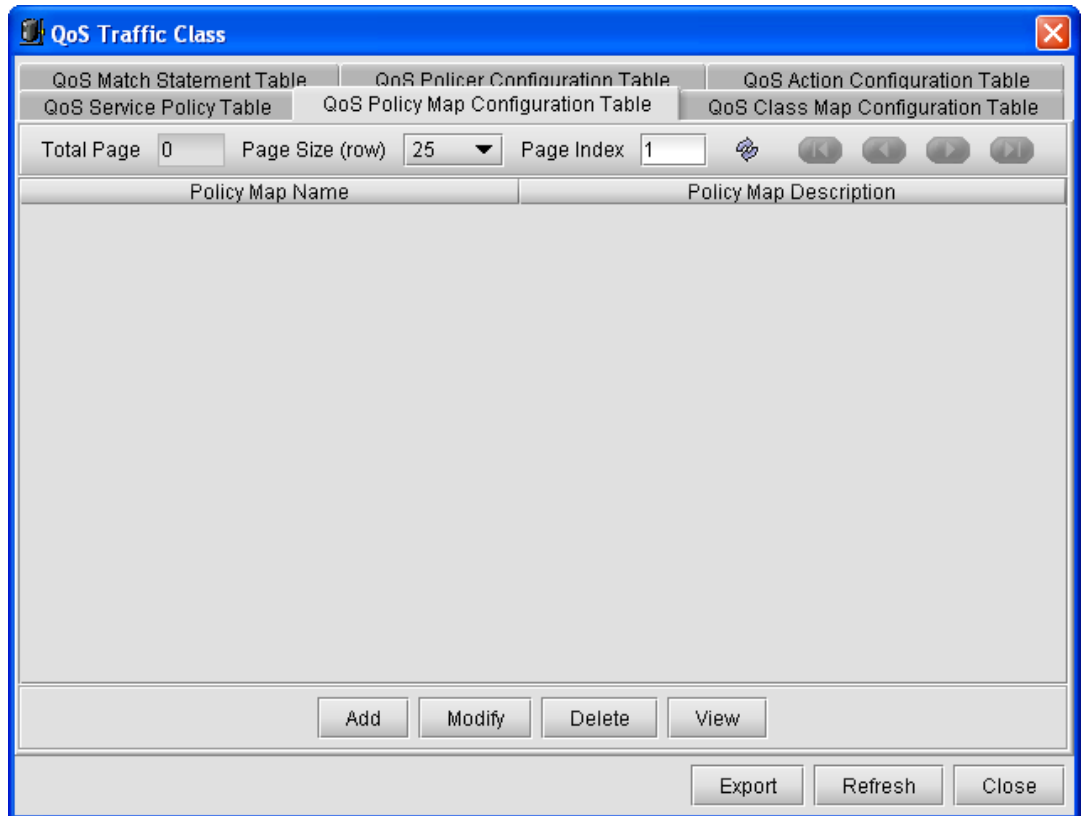 QoS Traffic Class
QoS Match Statement Table QoS Policer Configuration Table QoS Action Configuration Table
QoS Service Policy Table QoS Policy Map Configuration Table QoS Class Map Configuration Table
Total Page 0 Page Size (row) 25 Page Index 1
Policy Map Name Policy Map Description
Add Modify Delete View
Export Refresh Close